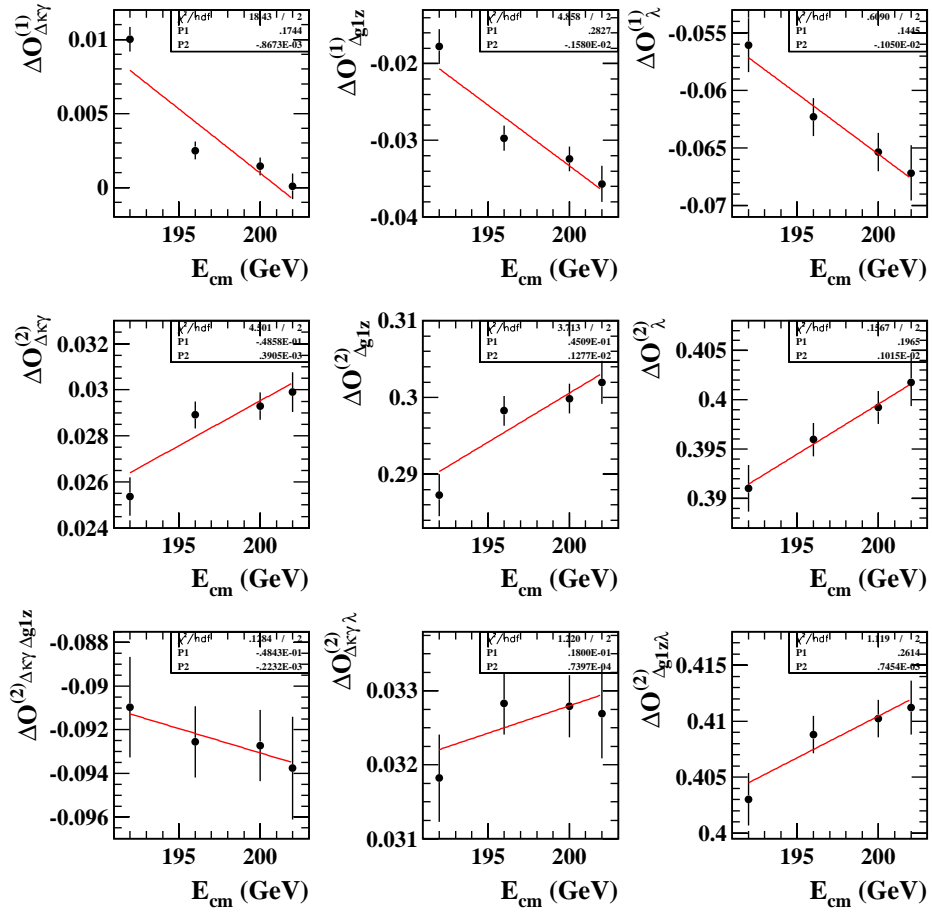 ΔO(1)Δκγ
χ²/ndf 18.43 / 2
P1 .1744
P2 -.8673E-03
0.01
0.005
0
195 200
Ecm (GeV)
ΔO(1)Δg1z
χ²/ndf 4.858 / 2
P1 .2827
P2 -.1580E-02
-0.02
-0.03
-0.04
195 200
Ecm (GeV)
ΔO(1)λ
χ²/ndf .6090 / 2
P1 .1445
P2 -.1050E-02
-0.055
-0.06
-0.065
-0.07
195 200
Ecm (GeV)
ΔO(2)Δκγ
χ²/ndf 4.501 / 2
P1 -.4858E-01
P2 .3905E-03
0.032
0.03
0.028
0.026
0.024
195 200
Ecm (GeV)
ΔO(2)Δg1z
χ²/ndf 3.713 / 2
P1 .4509E-01
P2 .1277E-02
0.31
0.3
0.29
195 200
Ecm (GeV)
ΔO(2)λ
χ²/ndf .1567 / 2
P1 .1965
P2 .1015E-02
0.405
0.4
0.395
0.39
195 200
Ecm (GeV)
ΔO(2)Δκγ Δg1z
χ²/ndf .1284 / 2
P1 -.4843E-01
P2 -.2232E-03
-0.088
-0.09
-0.092
-0.094
-0.096
195 200
Ecm (GeV)
ΔO(2)Δκγ λ
χ²/ndf 1.220 / 2
P1 .1800E-01
P2 .7397E-04
0.033
0.032
0.031
195 200
Ecm (GeV)
ΔO(2)Δg1zλ
χ²/ndf 1.119 / 2
P1 .2614
P2 .7454E-03
0.415
0.41
0.405
0.4
195 200
Ecm (GeV)